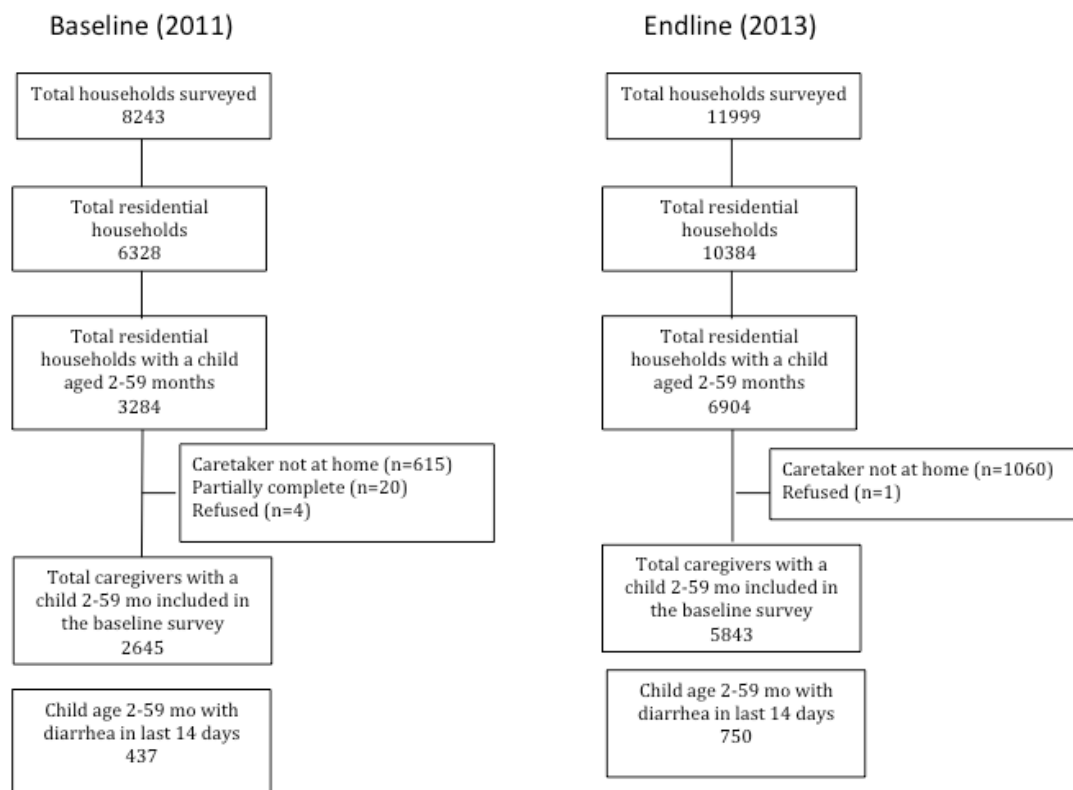 Baseline (2011)
Total households surveyed
8243
Total residential
households
6328
Total residential
households with a child
aged 2-59 months
3284
Caretaker not at home (n=615)
Partially complete (n=20)
Refused (n=4)
Total caregivers with a
child 2-59 mo included in
the baseline survey
2645
Child age 2-59 mo with
diarrhea in last 14 days
437
Endline (2013)
Total households surveyed
11999
Total residential
households
10384
Total residential
households with a child
aged 2-59 months
6904
Caretaker not at home (n=1060)
Refused (n=1)
Total caregivers with a
child 2-59 mo included in
the baseline survey
5843
Child age 2-59 mo with
diarrhea in last 14 days
750